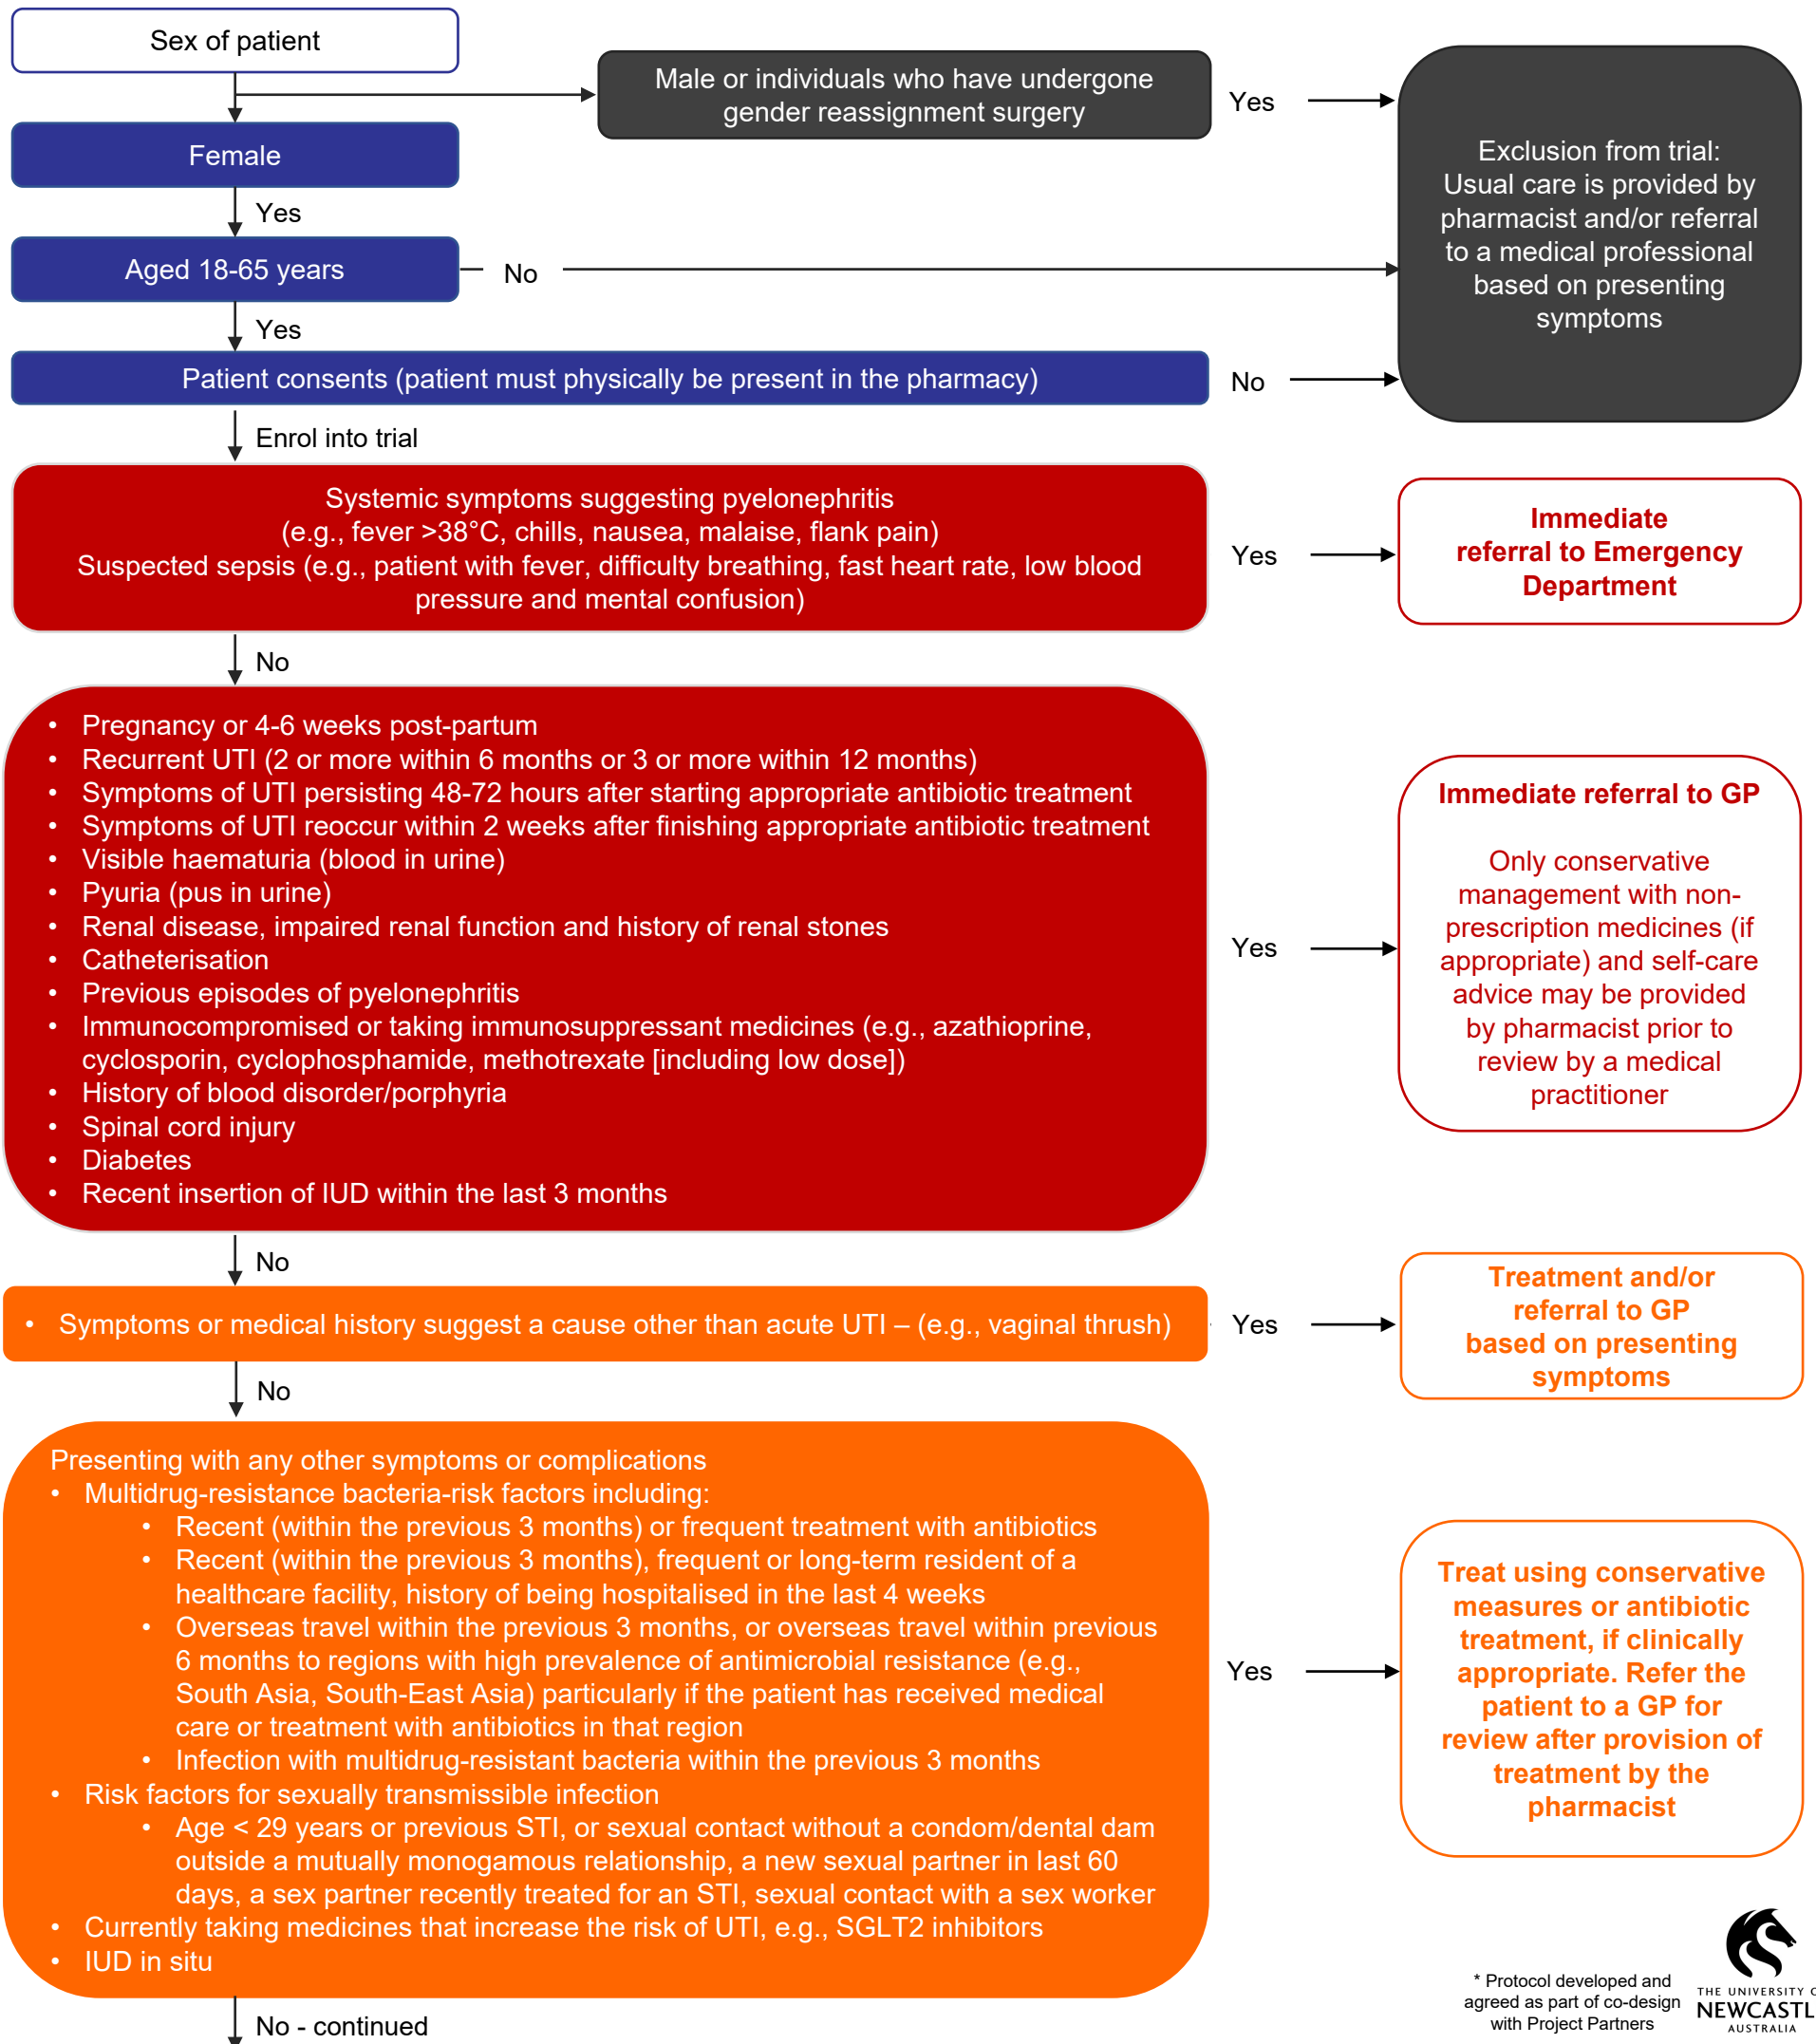 Sex of patient
Male or individuals who have undergone
gender reassignment surgery
Yes
Exclusion from trial:
Usual care is provided by
pharmacist and/or referral
to a medical professional
based on presenting
symptoms
Female
Yes
Aged 18-65 years
No
Yes
Patient consents (patient must physically be present in the pharmacy)
No
Enrol into trial
Systemic symptoms suggesting pyelonephritis
(e.g., fever >38°C, chills, nausea, malaise, flank pain)
Suspected sepsis (e.g., patient with fever, difficulty breathing, fast heart rate, low blood
pressure and mental confusion)
Yes
Immediate
referral to Emergency
Department
No
• Pregnancy or 4-6 weeks post-partum
• Recurrent UTI (2 or more within 6 months or 3 or more within 12 months)
• Symptoms of UTI persisting 48-72 hours after starting appropriate antibiotic treatment
• Symptoms of UTI reoccur within 2 weeks after finishing appropriate antibiotic treatment
• Visible haematuria (blood in urine)
• Pyuria (pus in urine)
• Renal disease, impaired renal function and history of renal stones
• Catheterisation
• Previous episodes of pyelonephritis
• Immunocompromised or taking immunosuppressant medicines (e.g., azathioprine,
cyclosporin, cyclophosphamide, methotrexate [including low dose])
• History of blood disorder/porphyria
• Spinal cord injury
• Diabetes
• Recent insertion of IUD within the last 3 months
Yes
Immediate referral to GP
Only conservative
management with non-
prescription medicines (if
appropriate) and self-care
advice may be provided
by pharmacist prior to
review by a medical
practitioner
No
• Symptoms or medical history suggest a cause other than acute UTI – (e.g., vaginal thrush)
Yes
Treatment and/or
referral to GP
based on presenting
symptoms
No
Presenting with any other symptoms or complications
• Multidrug-resistance bacteria-risk factors including:
• Recent (within the previous 3 months) or frequent treatment with antibiotics
• Recent (within the previous 3 months), frequent or long-term resident of a
healthcare facility, history of being hospitalised in the last 4 weeks
• Overseas travel within the previous 3 months, or overseas travel within previous
6 months to regions with high prevalence of antimicrobial resistance (e.g.,
South Asia, South-East Asia) particularly if the patient has received medical
care or treatment with antibiotics in that region
• Infection with multidrug-resistant bacteria within the previous 3 months
• Risk factors for sexually transmissible infection
• Age < 29 years or previous STI, or sexual contact without a condom/dental dam
outside a mutually monogamous relationship, a new sexual partner in last 60
days, a sex partner recently treated for an STI, sexual contact with a sex worker
• Currently taking medicines that increase the risk of UTI, e.g., SGLT2 inhibitors
• IUD in situ
Yes
Treat using conservative
measures or antibiotic
treatment, if clinically
appropriate. Refer the
patient to a GP for
review after provision of
treatment by the
pharmacist
No - continued
* Protocol developed and
agreed as part of co-design
with Project Partners
THE UNIVERSITY O
NEWCASTL
AUSTRALIA